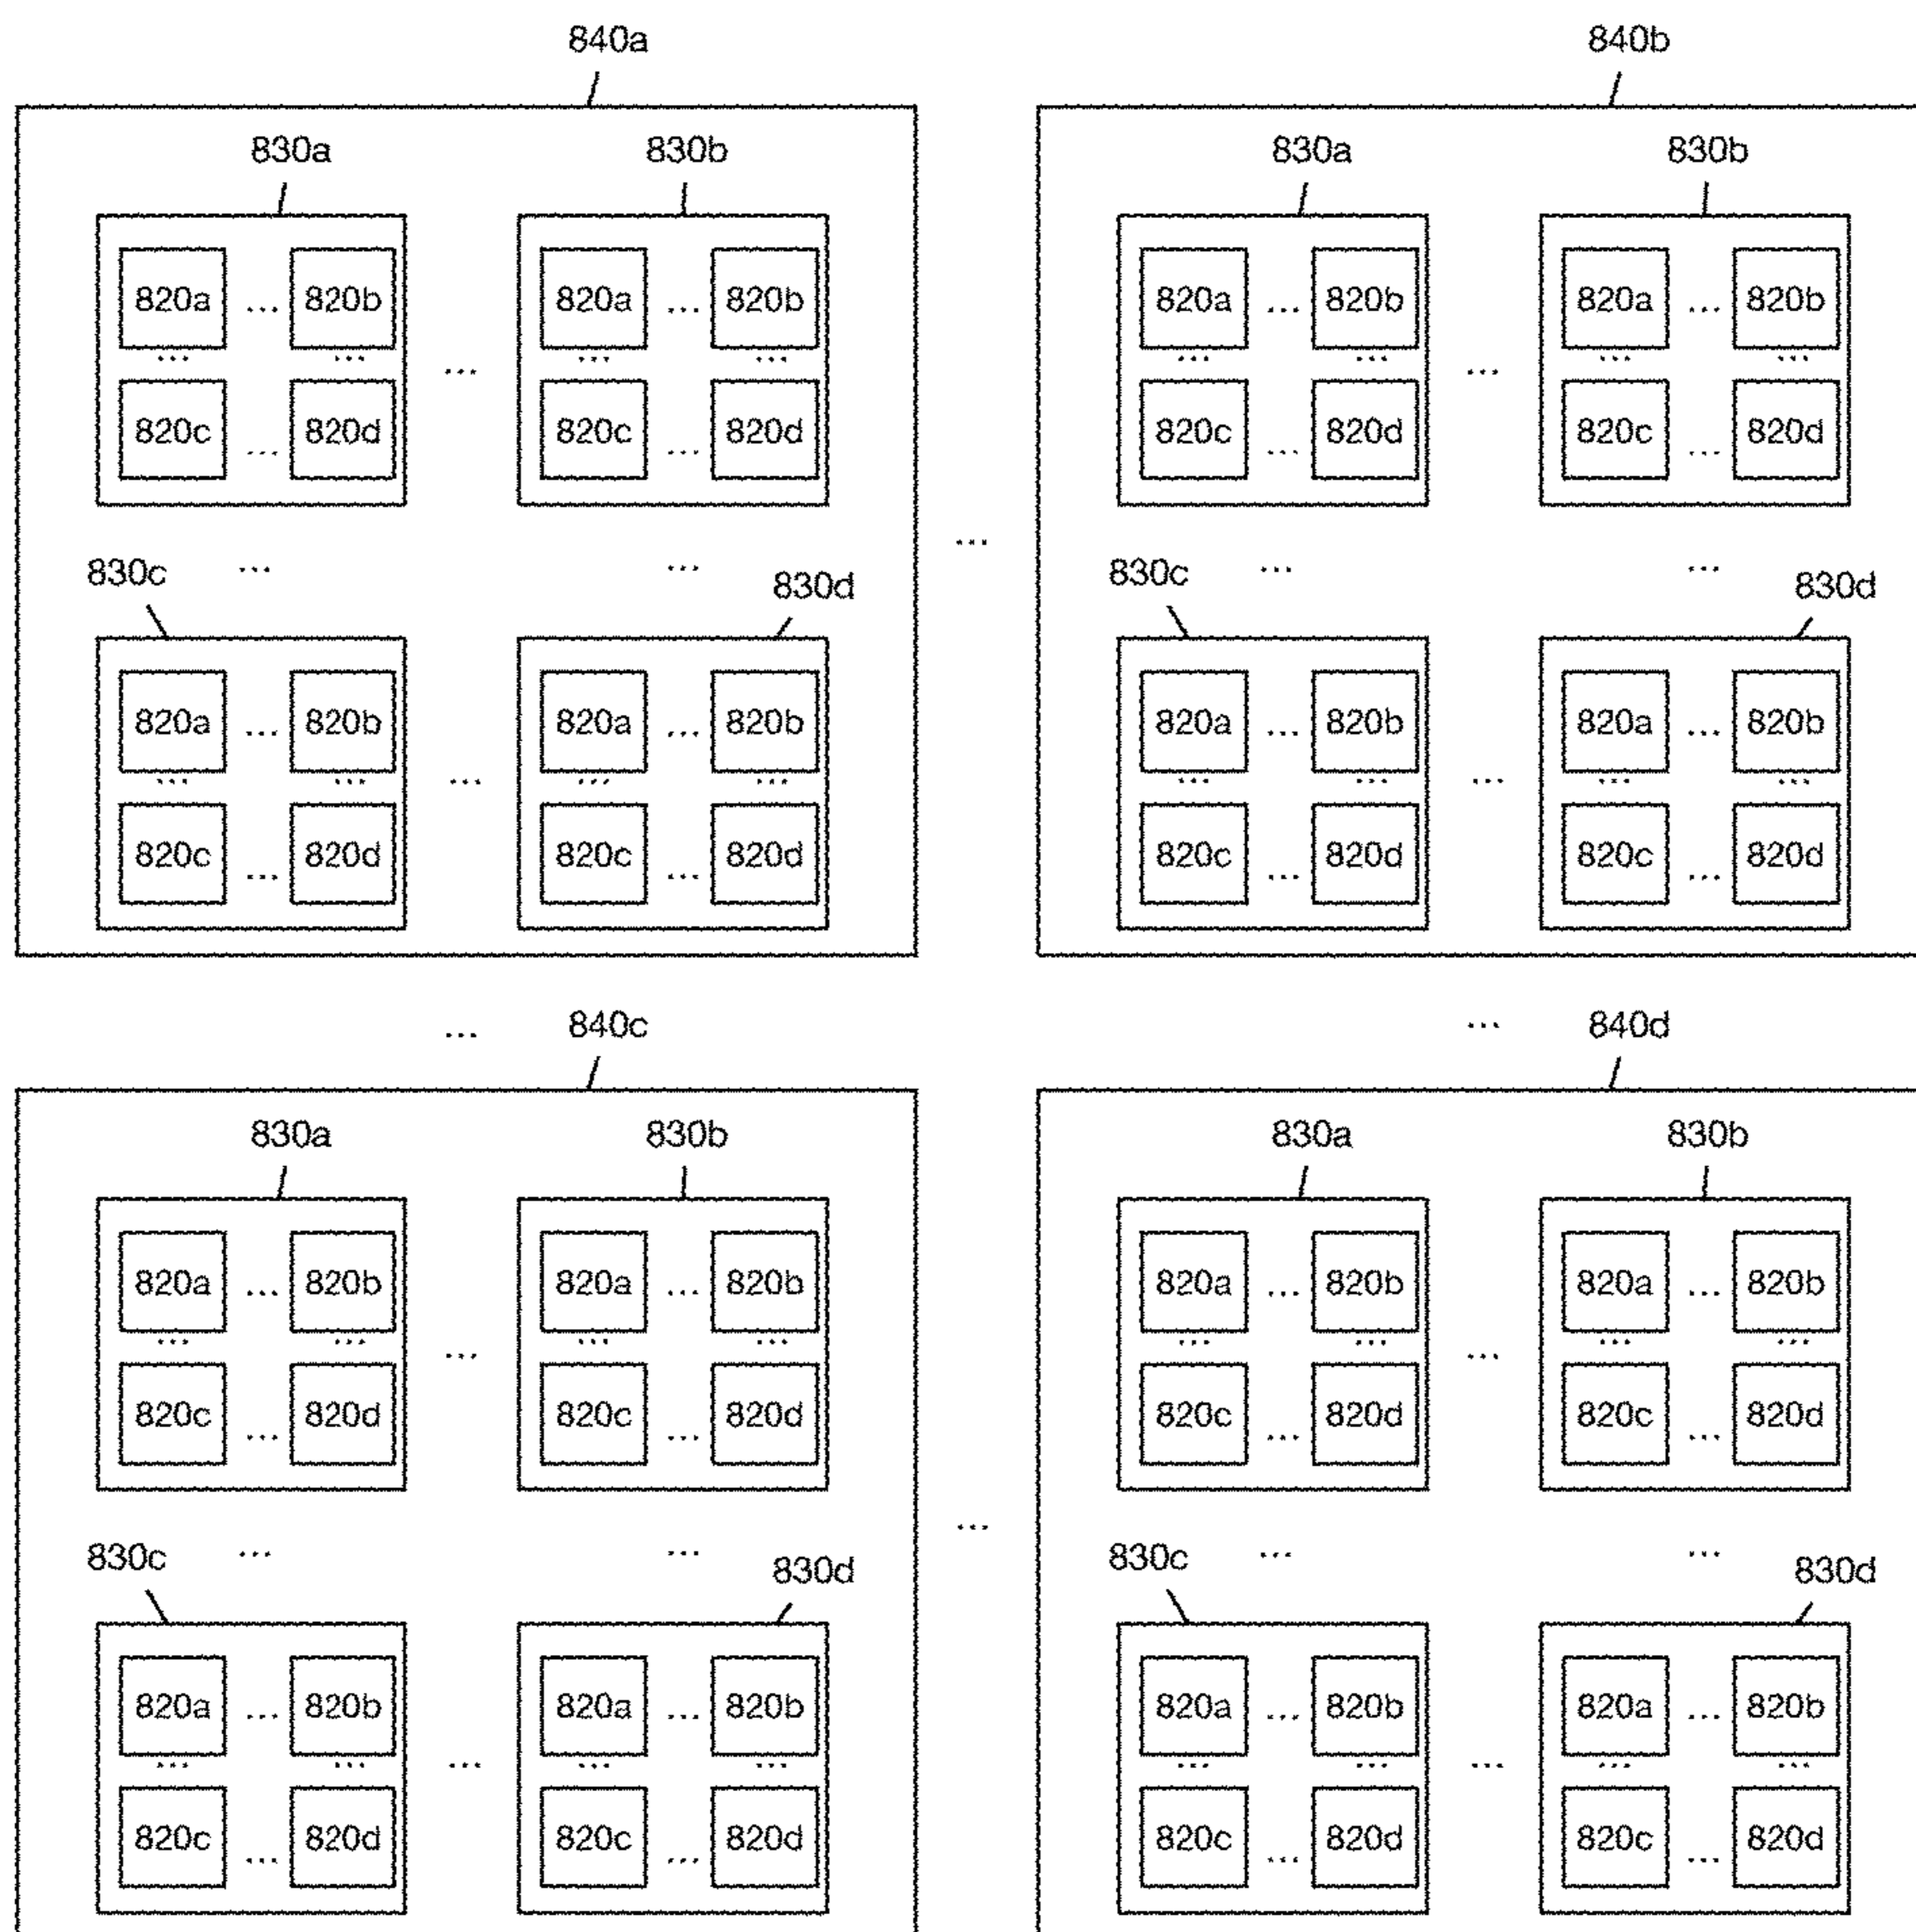 840a 840b
830a 830b 830a 830b
820a ... 820b 820a ... 820b 820a ... 820b 820a ... 820b
... ... ... ... ... ... ... ...
... ...
820c ... 820d 820c ... 820d 820c ... 820d 820c ... 820d
...
830c ... ... 830d 830c ... ... 830d
820a ... 820b 820a ... 820b 820a ... 820b 820a ... 820b
... ... ... ... ... ... ... ... ... ...
820c ... 820d 820c ... 820d 820c ... 820d 820c ... 820d
... 840c ... 840d
830a 830b 830a 830b
820a ... 820b 820a ... 820b 820a ... 820b 820a ... 820b
... ... ... ... ... ... ... ...
... ...
820c ... 820d 820c ... 820d 820c ... 820d 820c ... 820d
...
830c ... ... 830d 830c ... ... 830d
820a ... 820b 820a ... 820b 820a ... 820b 820a ... 820b
... ... ... ... ... ... ... ... ... ...
820c ... 820d 820c ... 820d 820c ... 820d 820c ... 820d